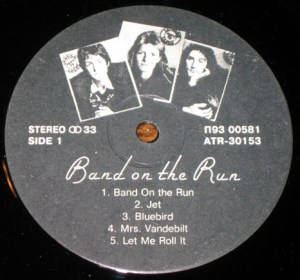 STEREO ꝏ 33
П93 00581
SIDE 1
ATR-30153
Band on the Run
1. Band On the Run
2. Jet
3. Bluebird
4. Mrs. Vandebilt
5. Let Me Roll It